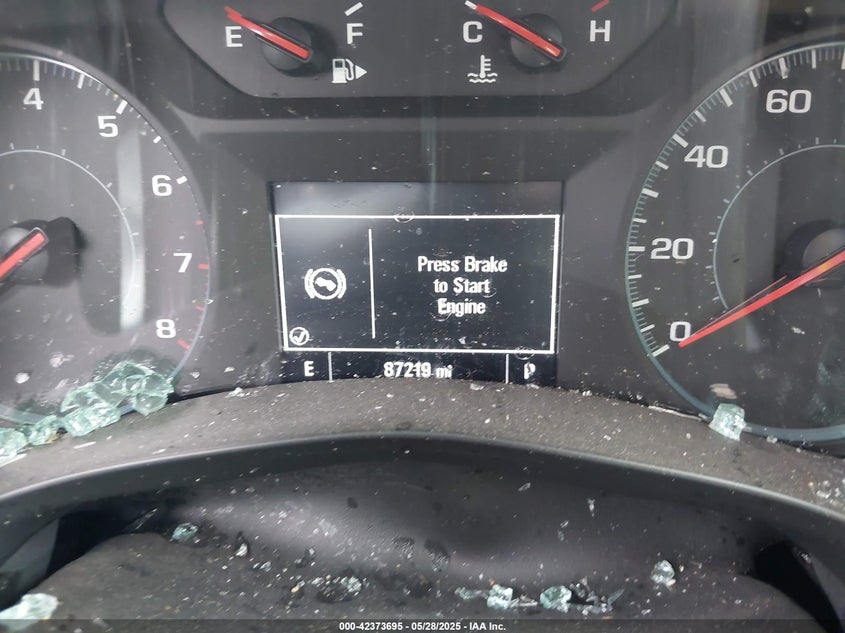 E F C H
4 5 6 7 8
60 40 20 0
Press Brake
to Start
Engine
E 87219 mi P
000-42373695 - 05/28/2025 - IAA Inc.